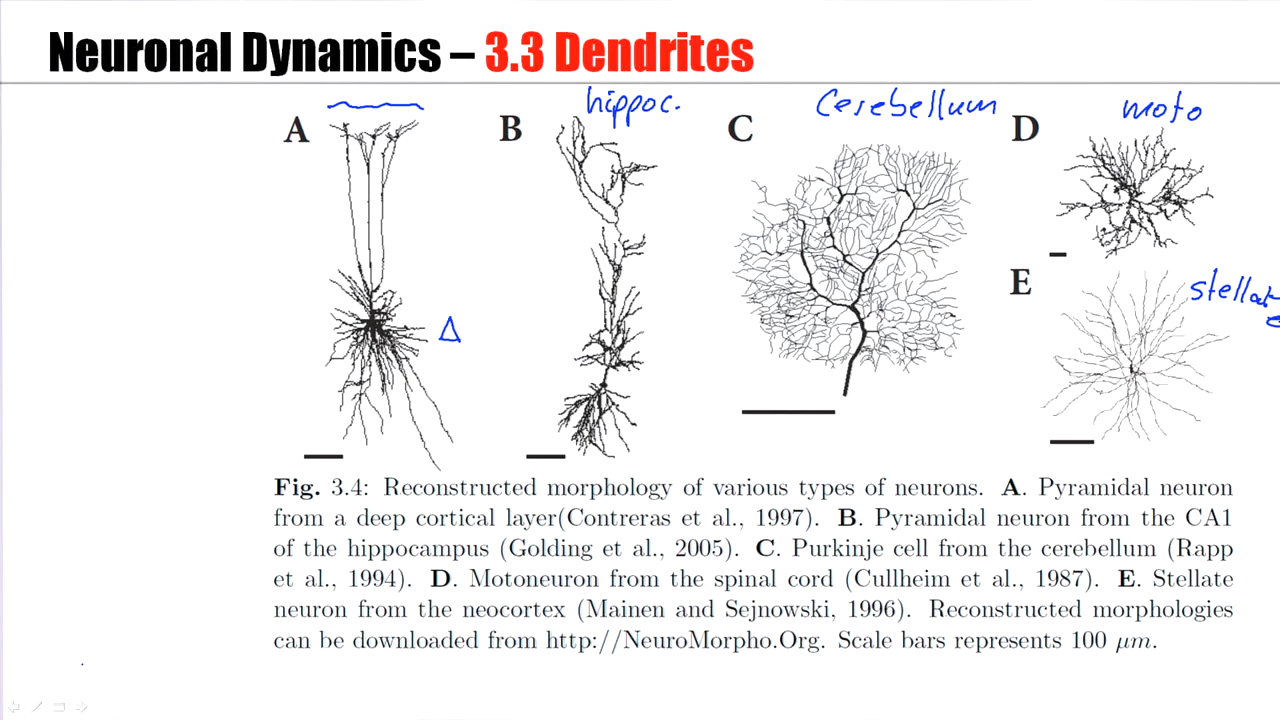 Neuronal Dynamics – 3.3 Dendrites
A
B
hippoc.
C
Cerebellum
D
moto
E
stellate
Δ
Fig. 3.4: Reconstructed morphology of various types of neurons. A. Pyramidal neuron
from a deep cortical layer(Contreras et al., 1997). B. Pyramidal neuron from the CA1
of the hippocampus (Golding et al., 2005). C. Purkinje cell from the cerebellum (Rapp
et al., 1994). D. Motoneuron from the spinal cord (Cullheim et al., 1987). E. Stellate
neuron from the neocortex (Mainen and Sejnowski, 1996). Reconstructed morphologies
can be downloaded from http://NeuroMorpho.Org. Scale bars represents 100 μm.